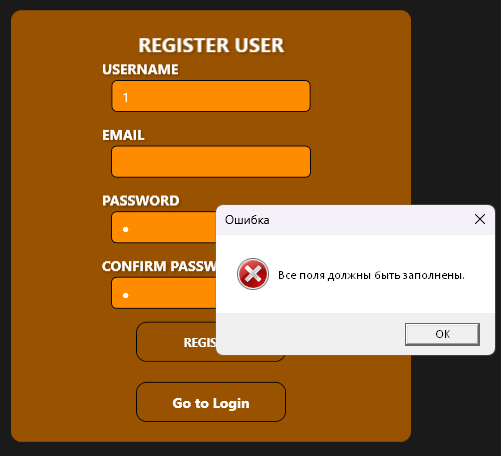 REGISTER USER
USERNAME
1
EMAIL
PASSWORD
Ошибка
CONFIRM PASSW
Все поля должны быть заполнены.
REGIS
OK
Go to Login